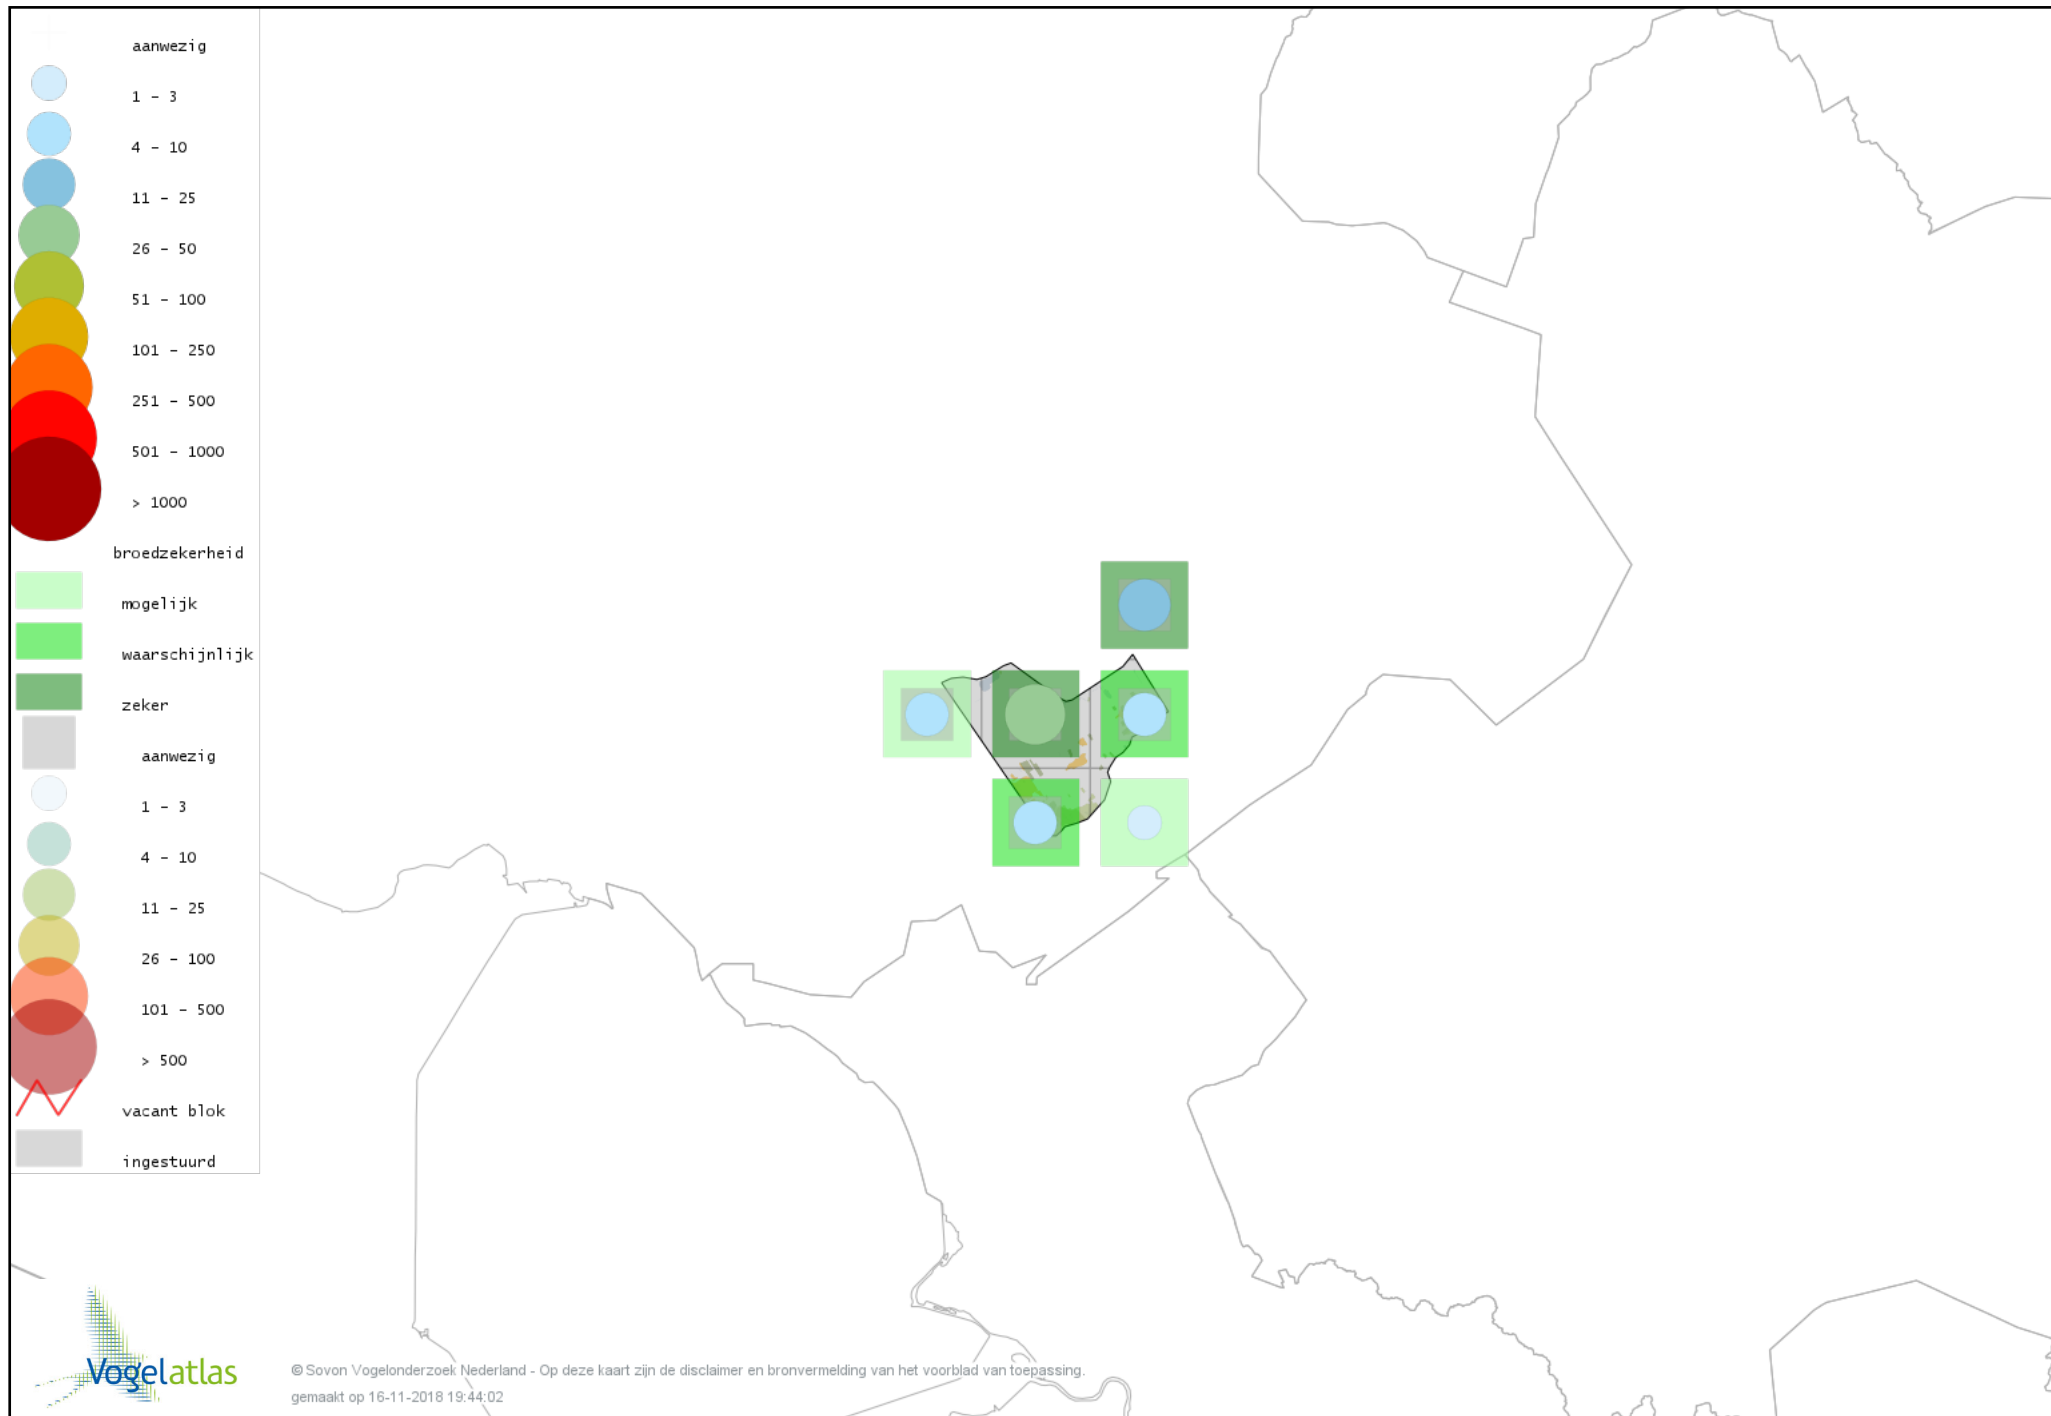 aanwezig
1 - 3
4 - 10
11 - 25
26 - 50
51 - 100
101 - 250
251 - 500
501 - 1000
> 1000
broedzekerheid
mogelijk
waarschijnlijk
zeker
aanwezig
1 - 3
4 - 10
11 - 25
26 - 100
101 - 500
> 500
vacant blok
ingestuurd
Vogelatlas
© Sovon Vogelonderzoek Nederland - Op deze kaart zijn de disclaimer en bronvermelding van het voorblad van toepassing.
gemaakt op 16-11-2018 19:44:02